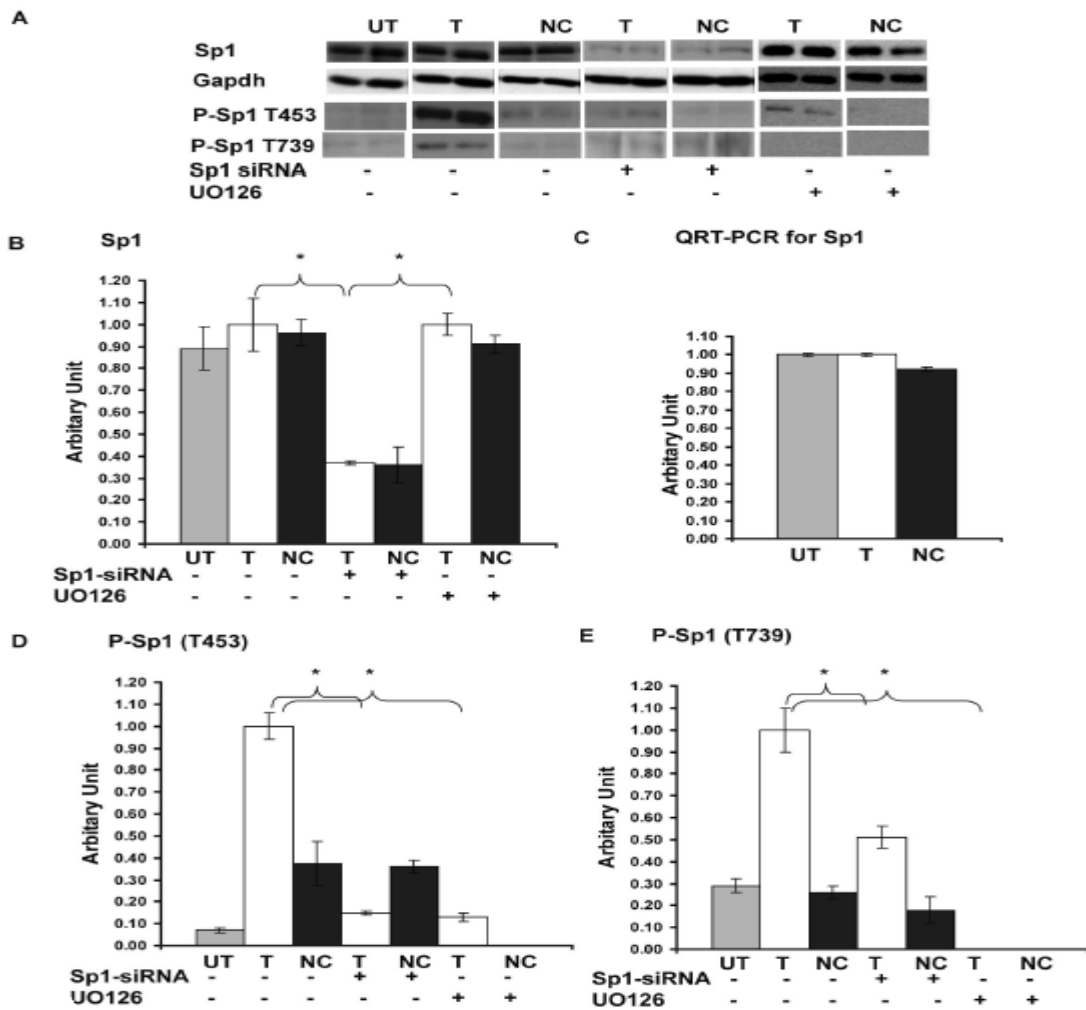 A
UT T NC T NC T NC
Sp1
Gapdh
P-Sp1 T453
P-Sp1 T739
Sp1 siRNA - - - + + - -
UO126 - - - - - + +
B
Sp1
* *
1.20
1.10
1.00
0.90
0.80
0.70
0.60
0.50
0.40
0.30
0.20
0.10
0.00
Arbitary Unit
UT T NC T NC T NC
Sp1-siRNA - - - + + - -
UO126 - - - - - + +
C
QRT-PCR for Sp1
1.10
1.00
0.90
0.80
0.70
0.60
0.50
0.40
0.30
0.20
0.10
0.00
Arbitary Unit
UT T NC
D
P-Sp1 (T453)
* *
1.20
1.10
1.00
0.90
0.80
0.70
0.60
0.50
0.40
0.30
0.20
0.10
0.00
Arbitary Unit
UT T NC T NC T NC
Sp1-siRNA - - - + + - -
UO126 - - - - - + +
E
P-Sp1 (T739)
* *
1.20
1.10
1.00
0.90
0.80
0.70
0.60
0.50
0.40
0.30
0.20
0.10
0.00
Arbitary Unit
UT T NC T NC T NC
Sp1-siRNA - - - + + - -
UO126 - - - - - + +